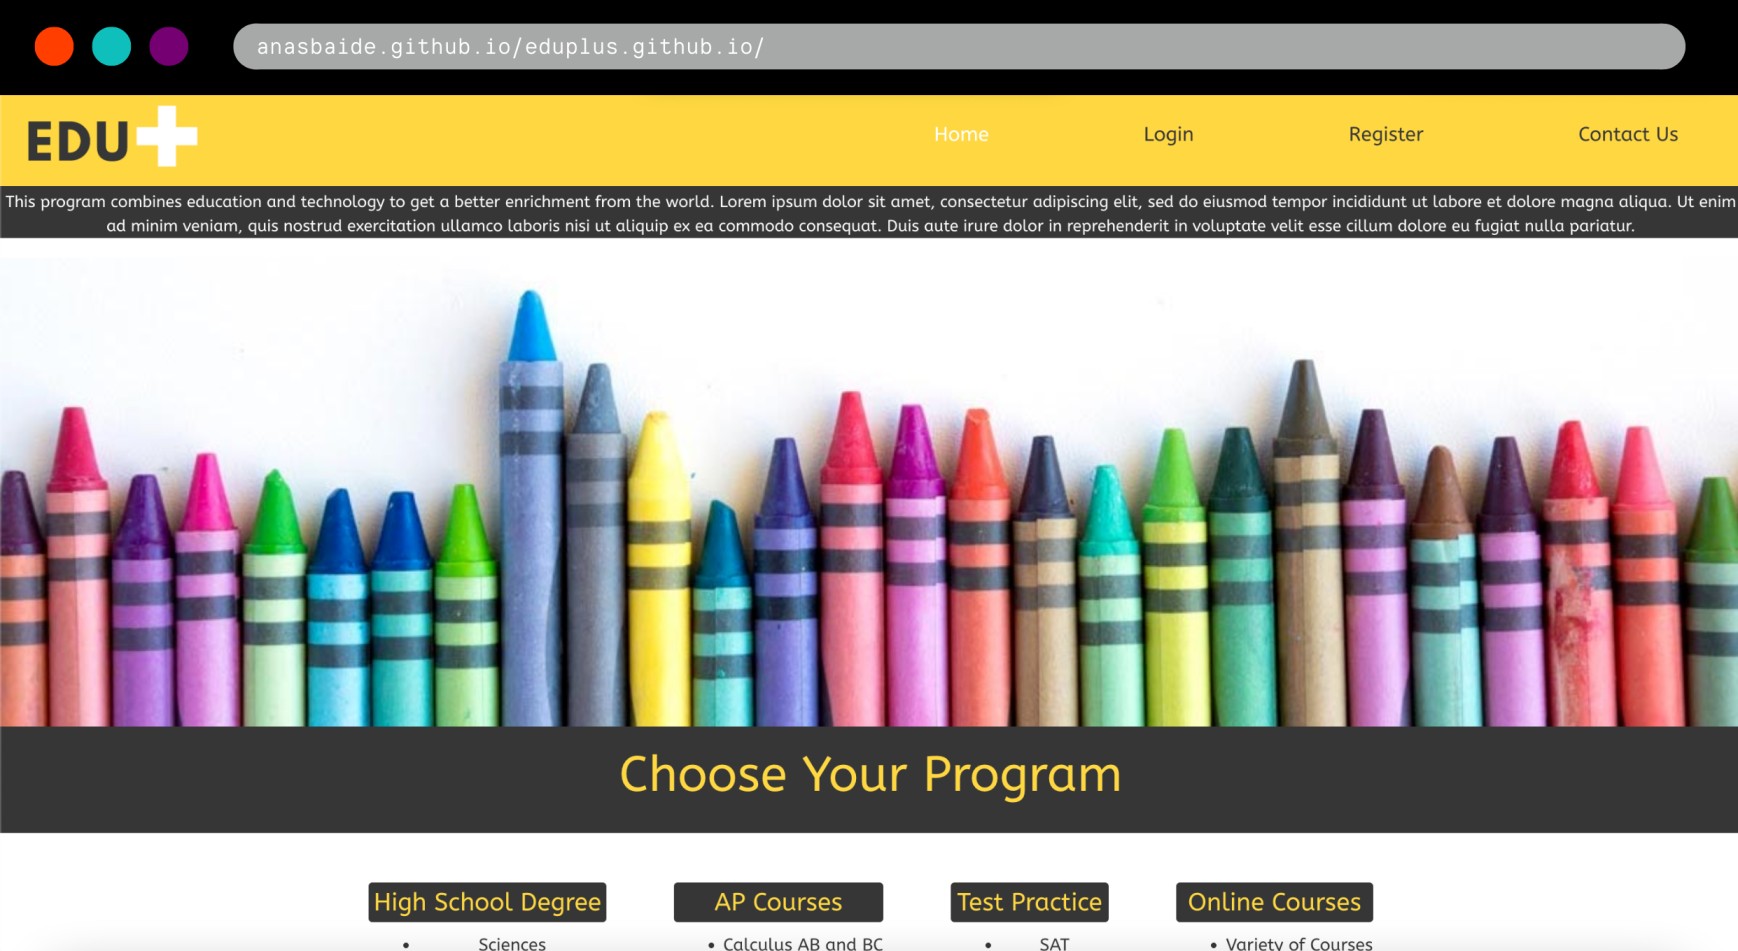 anasbaide.github.io/eduplus.github.io/
EDU+
Home Login Register Contact Us
This program combines education and technology to get a better enrichment from the world. Lorem ipsum dolor sit amet, consectetur adipiscing elit, sed do eiusmod tempor incididunt ut labore et dolore magna aliqua. Ut enim
ad minim veniam, quis nostrud exercitation ullamco laboris nisi ut aliquip ex ea commodo consequat. Duis aute irure dolor in reprehenderit in voluptate velit esse cillum dolore eu fugiat nulla pariatur.
Choose Your Program
High School Degree AP Courses Test Practice Online Courses
• Sciences • Calculus AB and BC • SAT • Variety of Courses